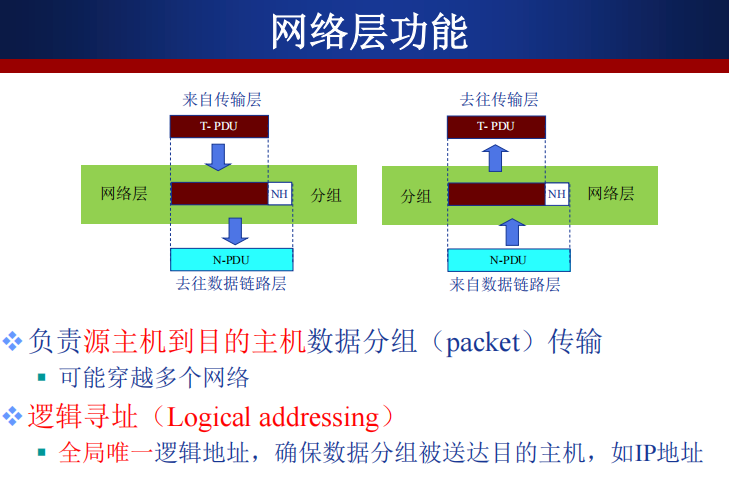 网络层功能
来自传输层
去往传输层
T- PDU
T- PDU
网络层
NH
分组
分组
NH
网络层
N-PDU
N-PDU
去往数据链路层
来自数据链路层
负责源主机到目的主机数据分组（packet）传输
可能穿越多个网络
逻辑寻址（Logical addressing）
全局唯一逻辑地址，确保数据分组被送达目的主机，如IP地址